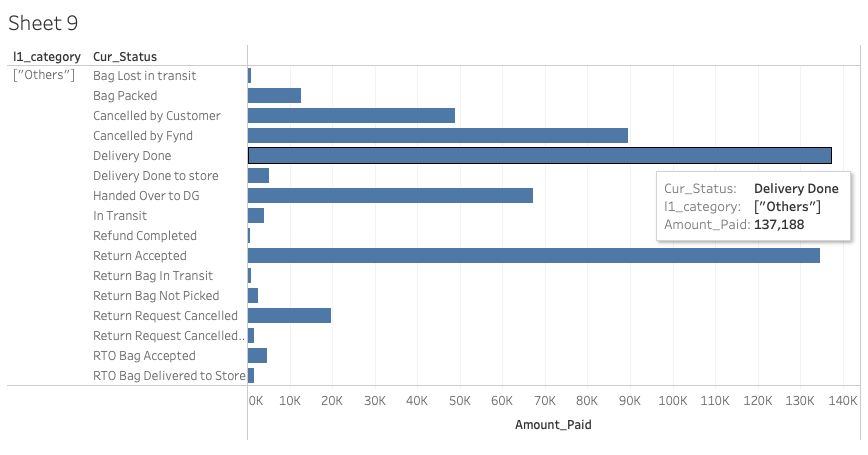 Sheet 9
l1_category Cur_Status
["Others"] Bag Lost in transit
Bag Packed
Cancelled by Customer
Cancelled by Fynd
Delivery Done
Delivery Done to store
Handed Over to DG
In Transit
Refund Completed
Return Accepted
Return Bag In Transit
Return Bag Not Picked
Return Request Cancelled
Return Request Cancelled..
RTO Bag Accepted
RTO Bag Delivered to Store
Cur_Status: Delivery Done
l1_category: ["Others"]
Amount_Paid: 137,188
0K 10K 20K 30K 40K 50K 60K 70K 80K 90K 100K 110K 120K 130K 140K
Amount_Paid